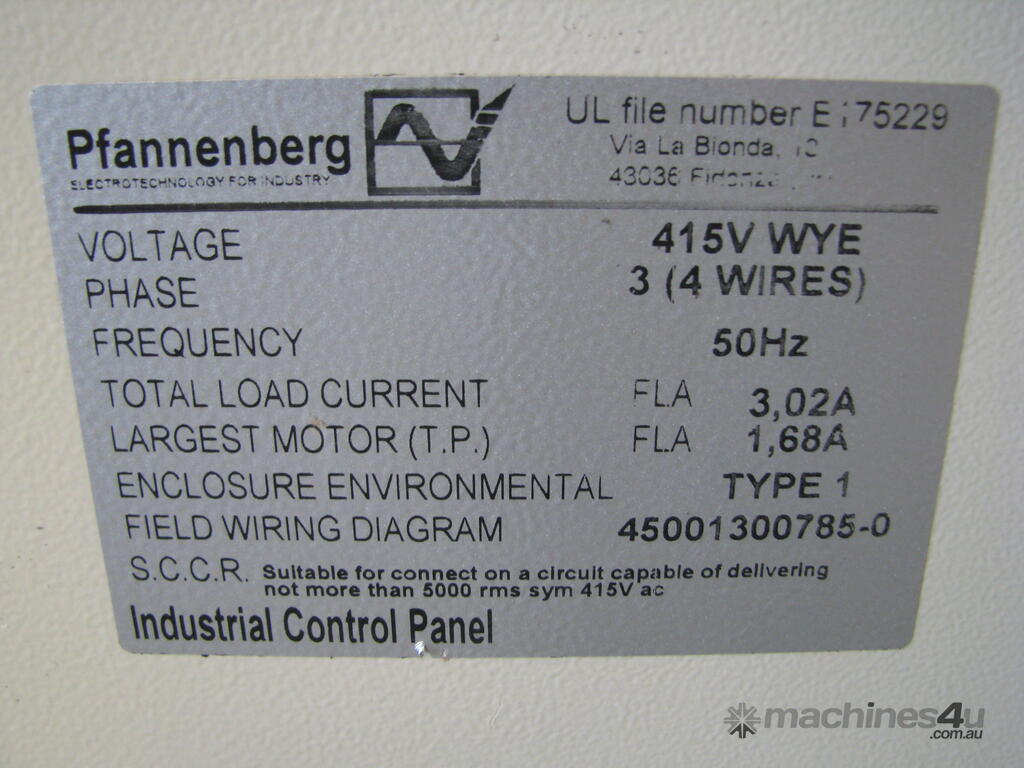 Pfannenberg
ELECTROTECHNOLOGY FOR INDUSTRY
UL file number E175229
Via La Bionda,
43036 Fidenza
VOLTAGE 415V WYE
PHASE 3 (4 WIRES)
FREQUENCY 50Hz
TOTAL LOAD CURRENT FLA 3,02A
LARGEST MOTOR (T.P.) FLA 1,68A
ENCLOSURE ENVIRONMENTAL TYPE 1
FIELD WIRING DIAGRAM 45001300785-0
S.C.C.R. Suitable for connect on a circuit capable of delivering
not more than 5000 rms sym 415V ac
Industrial Control Panel
machines4u
.com.au